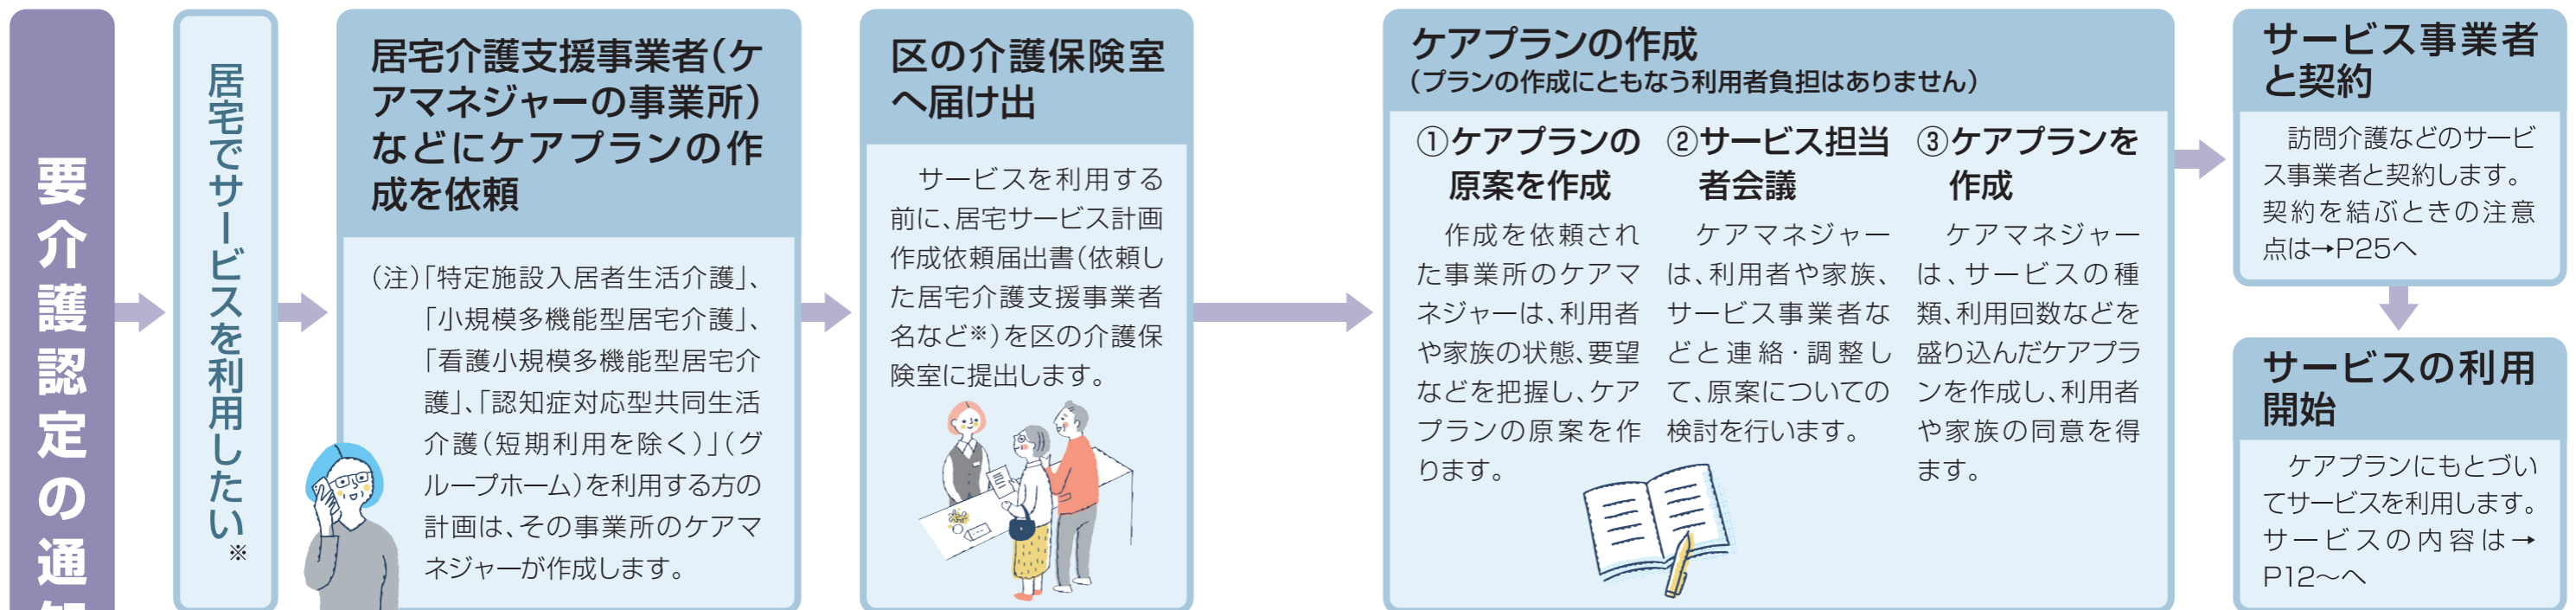 要介護認定の通知
居宅でサービスを利用したい※
居宅介護支援事業者(ケ
アマネジャーの事業所)
などにケアプランの作
成を依頼
(注)「特定施設入居者生活介護」、
「小規模多機能型居宅介護」、
「看護小規模多機能型居宅介
護」、「認知症対応型共同生活
介護(短期利用を除く)」(グ
ループホーム)を利用する方の
計画は、その事業所のケアマ
ネジャーが作成します。
区の介護保険室
へ届け出
サービスを利用する
前に、居宅サービス計画
作成依頼届出書(依頼し
た居宅介護支援事業者
名など※)を区の介護保
険室に提出します。
ケアプランの作成
(プランの作成にともなう利用者負担はありません)
①ケアプランの
原案を作成
作成を依頼され
た事業所のケアマ
ネジャーは、利用者
や家族の状態、要望
などを把握し、ケア
プランの原案を作
ります。
②サービス担当
者会議
ケアマネジャー
は、利用者や家族、
サービス事業者な
どと連絡・調整し
て、原案についての
検討を行います。
③ケアプランを
作成
ケアマネジャー
は、サービスの種
類、利用回数などを
盛り込んだケアプラ
ンを作成し、利用者
や家族の同意を得
ます。
サービス事業者
と契約
訪問介護などのサービ
ス事業者と契約します。
契約を結ぶときの注意
点は→P25へ
サービスの利用
開始
ケアプランにもとづい
てサービスを利用します。
サービスの内容は→
P12〜へ